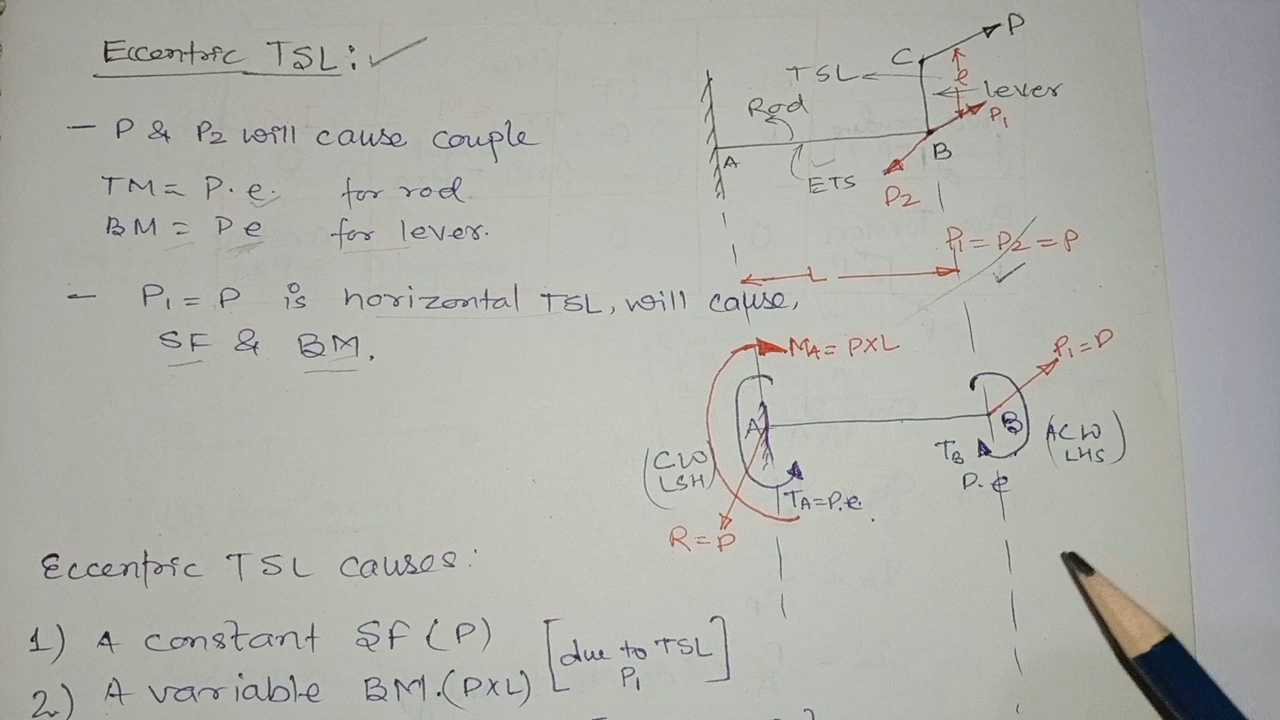 Eccentric TSL:
- P & P2 will cause couple
TM = P.e. for rod.
BM = Pe for lever.
- P1 = P is horizontal TSL, will cause,
SF & BM.
C
P
TSL
e
lever
Rod
P1
A
B
ETS
P2
P1 = P2 = P
L
MA = PXL
P1 = P
A
B
(CW
LSH)
(ACW
LHS)
TB
P.e
TA = P.e.
R = P
Eccentric TSL causes:
1) A constant SF (P)
2) A variable BM.(PXL)
[due to TSL
P1]